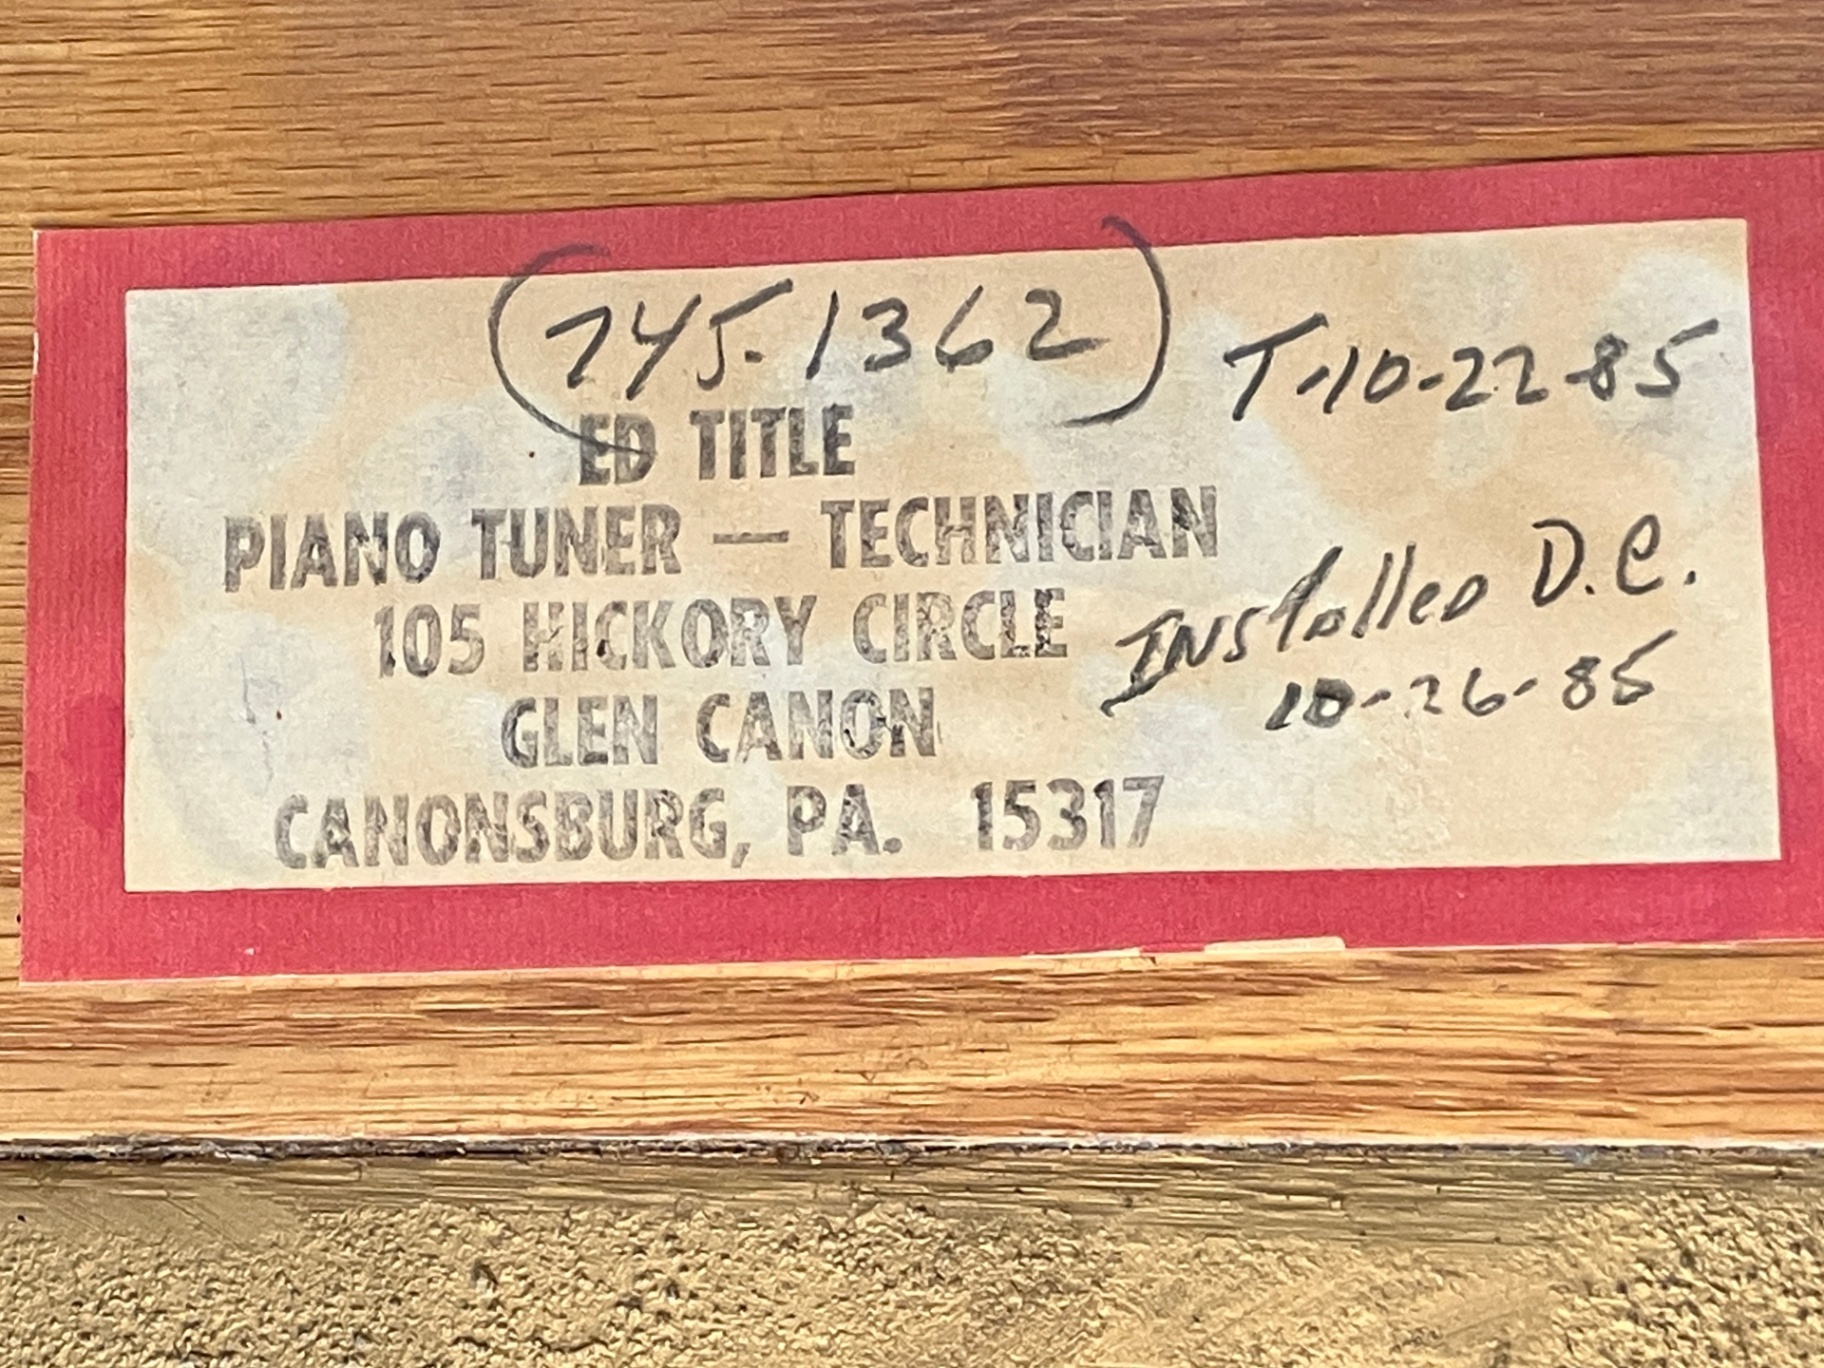 (745-1362)
T-10-22-85
ED TITLE
PIANO TUNER — TECHNICIAN
105 HICKORY CIRCLE
GLEN CANON
CANONSBURG, PA. 15317
INstalled D.C.
10-26-85